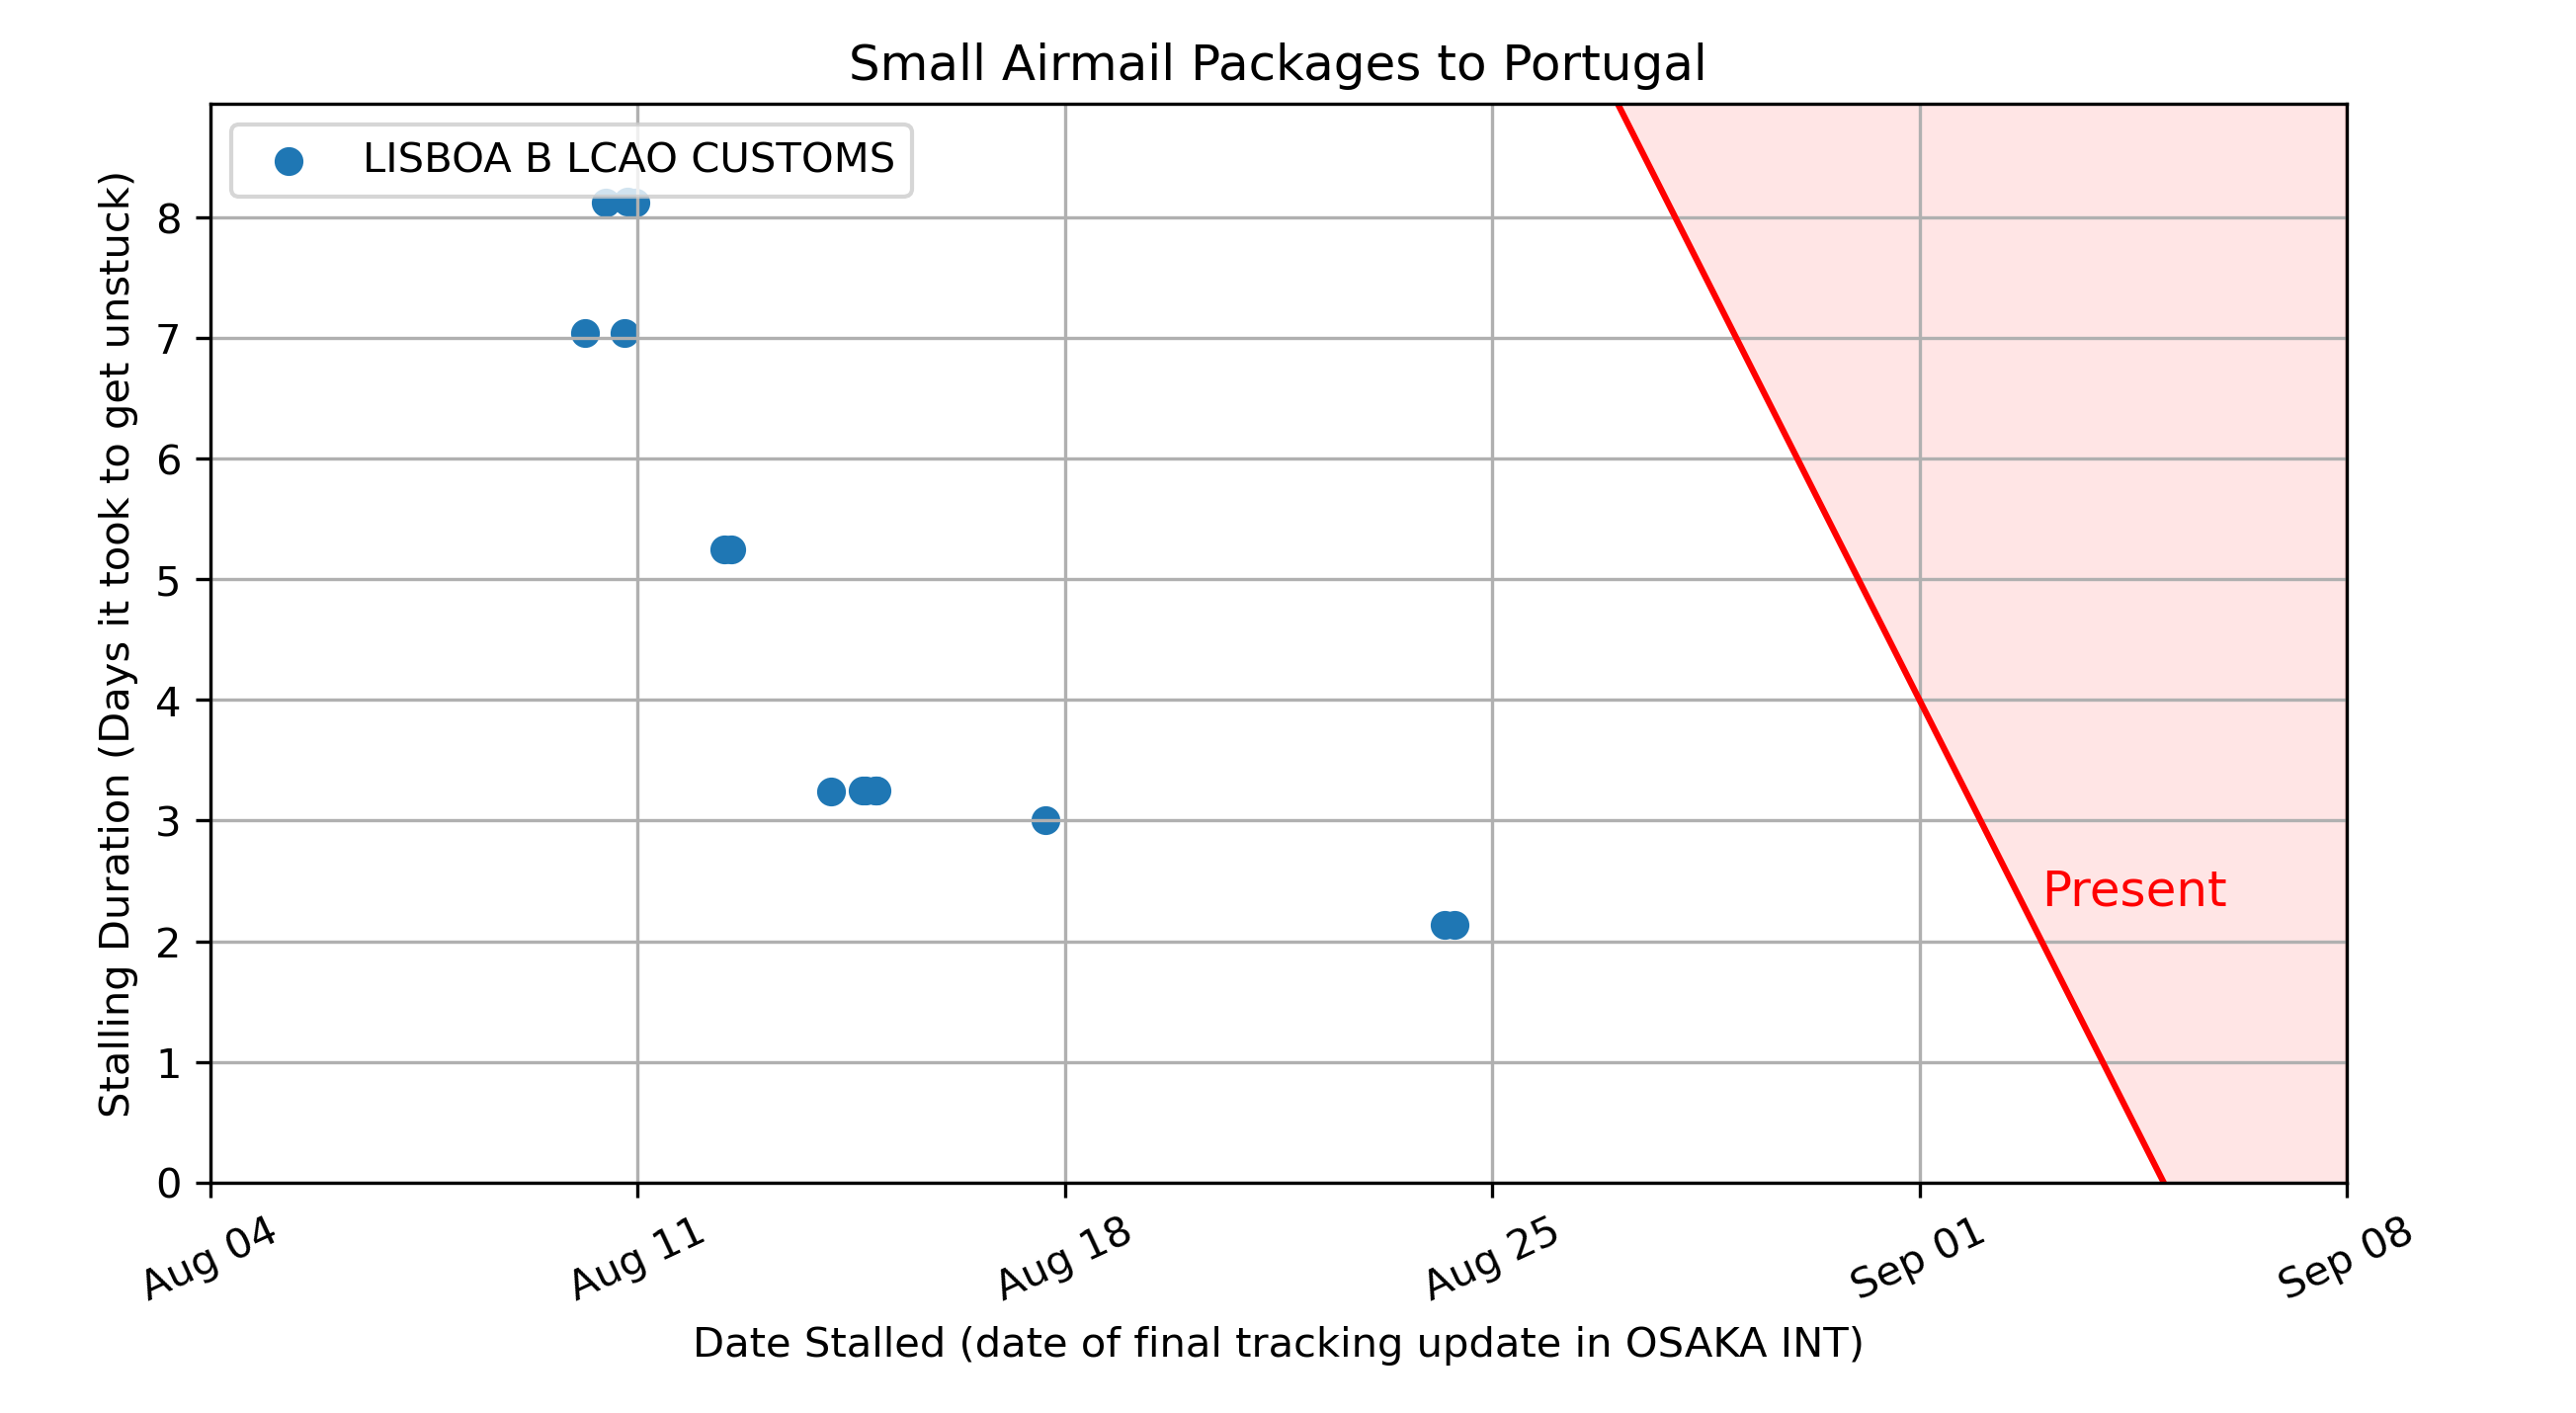 Small Airmail Packages to Portugal
LISBOA B LCAO CUSTOMS
Stalling Duration (Days it took to get unstuck)
8
7
6
5
4
3
2
1
0
Present
Aug 04
Aug 11
Aug 18
Aug 25
Sep 01
Sep 08
Date Stalled (date of final tracking update in OSAKA INT)